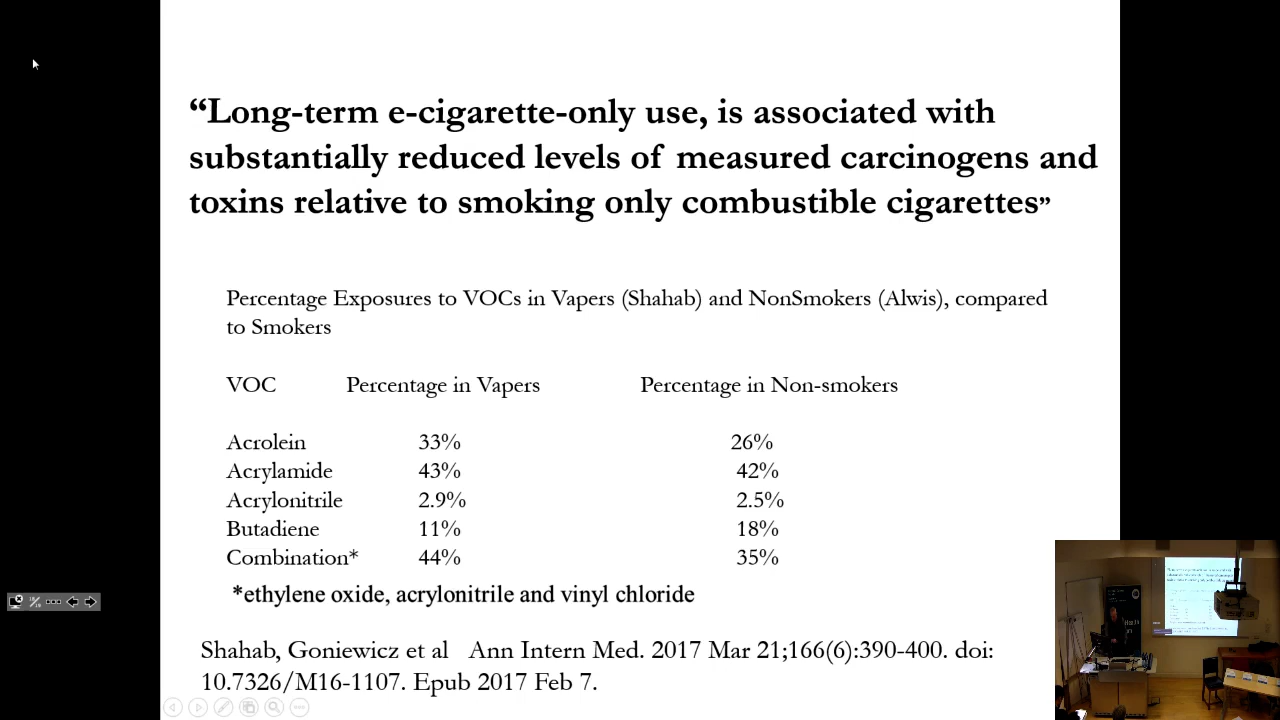 “Long-term e-cigarette-only use, is associated with
substantially reduced levels of measured carcinogens and
toxins relative to smoking only combustible cigarettes”
Percentage Exposures to VOCs in Vapers (Shahab) and NonSmokers (Alwis), compared
to Smokers
VOC Percentage in Vapers Percentage in Non-smokers
Acrolein 33% 26%
Acrylamide 43% 42%
Acrylonitrile 2.9% 2.5%
Butadiene 11% 18%
Combination* 44% 35%
*ethylene oxide, acrylonitrile and vinyl chloride
Shahab, Goniewicz et al Ann Intern Med. 2017 Mar 21;166(6):390-400. doi:
10.7326/M16-1107. Epub 2017 Feb 7.